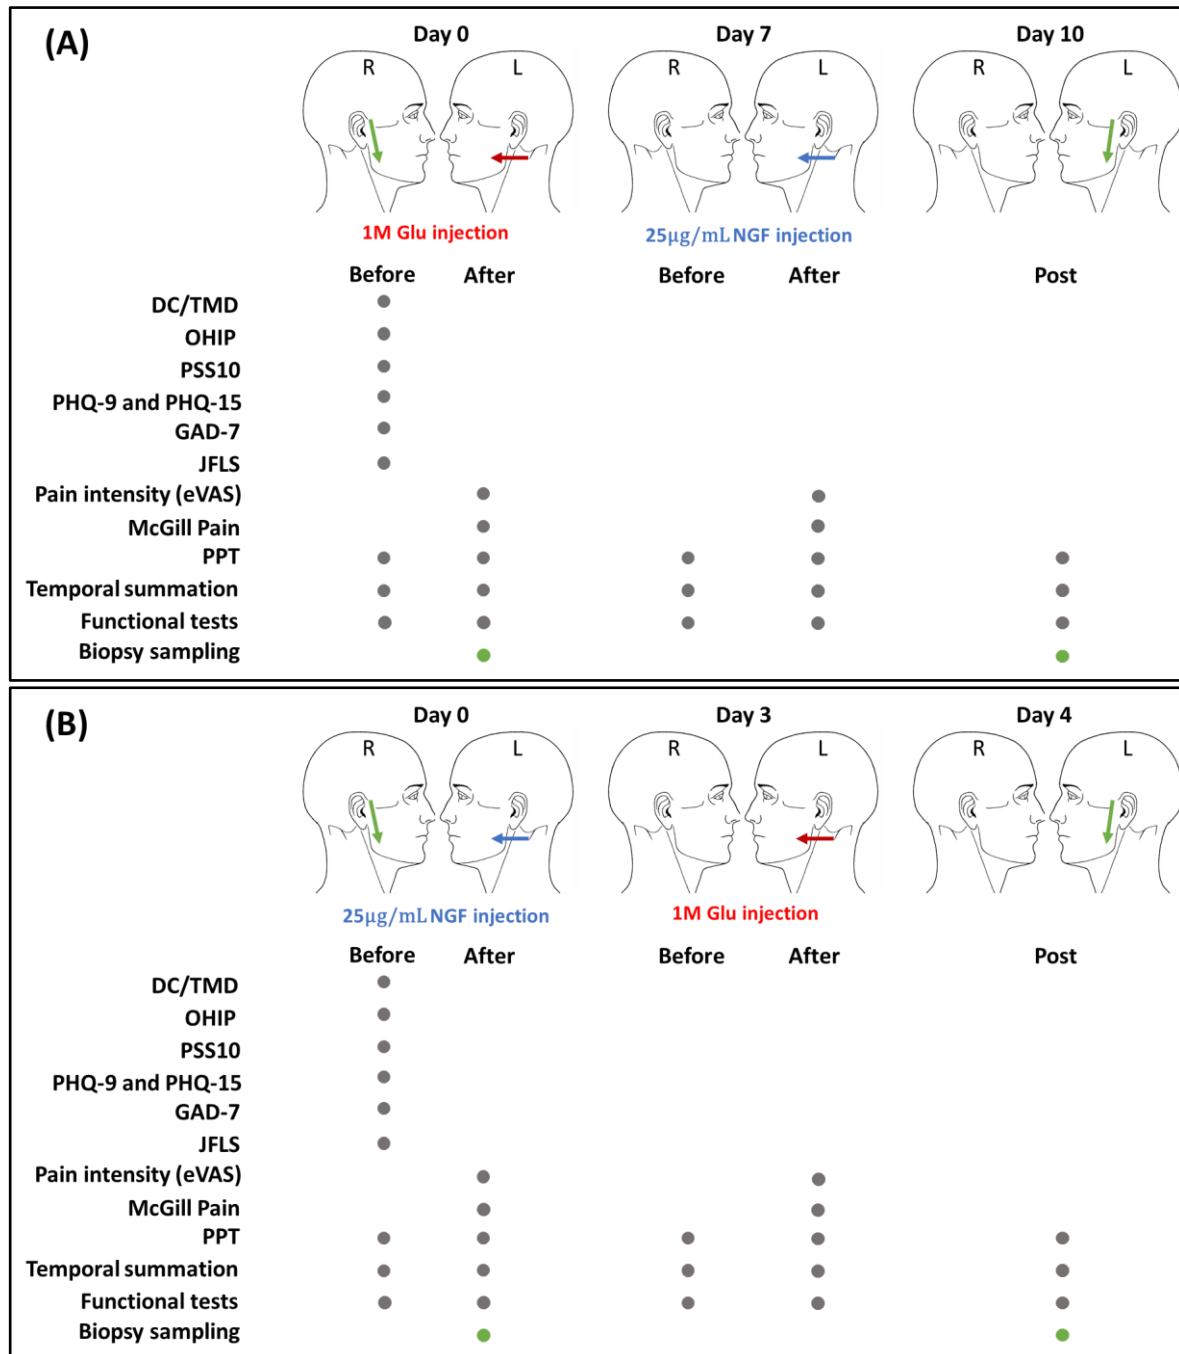 (A)
Day 0 Day 7 Day 10
R L R L R L
1M Glu injection 25μg/mL NGF injection
Before After Before After Post
DC/TMD
OHIP
PSS10
PHQ-9 and PHQ-15
GAD-7
JFLS
Pain intensity (eVAS)
McGill Pain
PPT
Temporal summation
Functional tests
Biopsy sampling
(B)
Day 0 Day 3 Day 4
R L R L R L
25μg/mL NGF injection 1M Glu injection
Before After Before After Post
DC/TMD
OHIP
PSS10
PHQ-9 and PHQ-15
GAD-7
JFLS
Pain intensity (eVAS)
McGill Pain
PPT
Temporal summation
Functional tests
Biopsy sampling